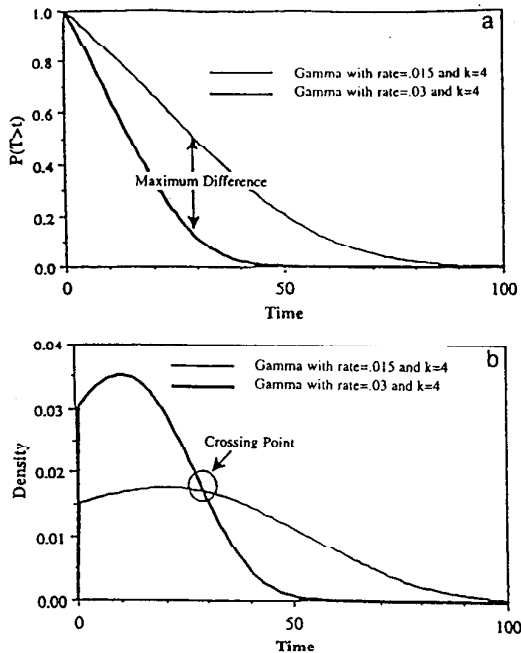 a
1.0
0.8
0.6
0.4
0.2
0.0
P(T>t)
Gamma with rate=.015 and k=4
Gamma with rate=.03 and k=4
Maximum Difference
0
50
100
Time
b
0.04
0.03
0.02
0.01
0.00
Density
Gamma with rate=.015 and k=4
Gamma with rate=.03 and k=4
Crossing Point
0
50
100
Time